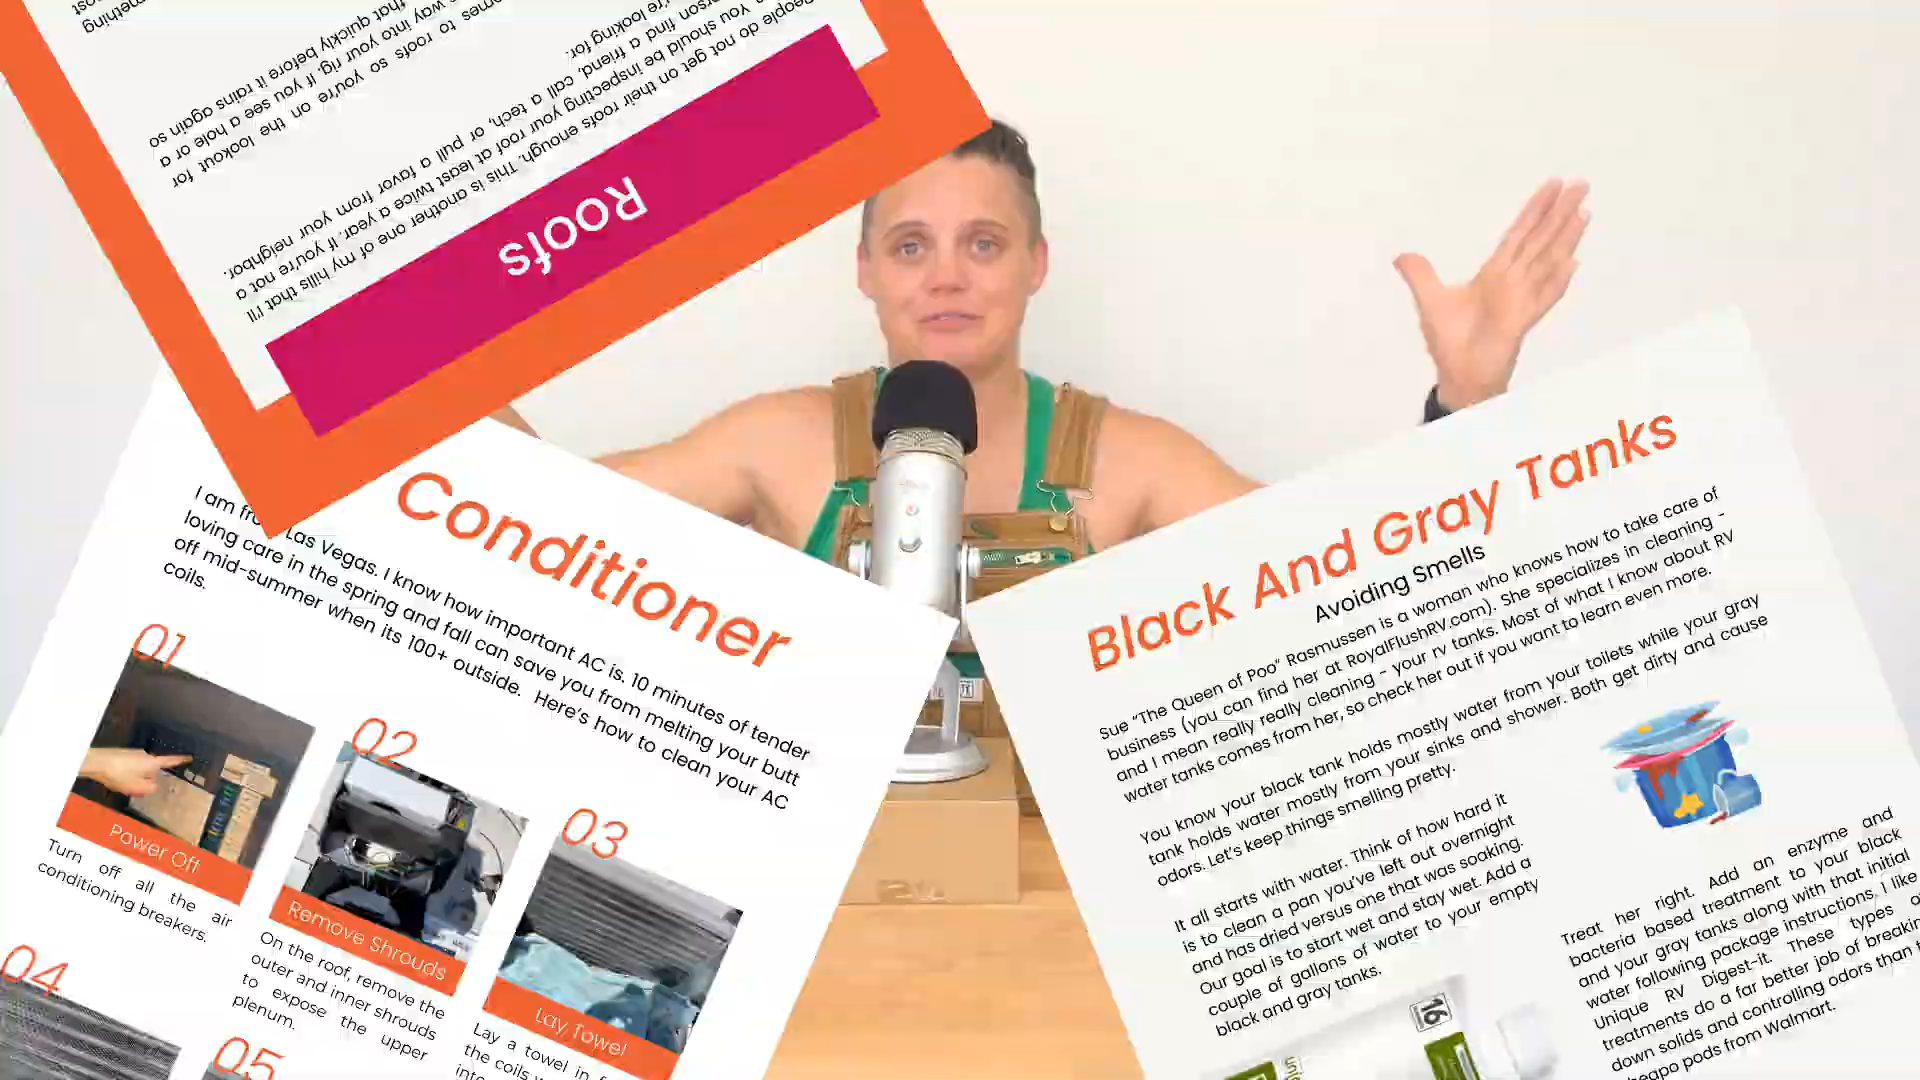 Roofs
hills that I'll
People do not get on their roofs enough. This is another one of my
You should be inspecting your roof at least twice a year. If you're not a
person find a friend, call a tech, or pull a favor from your neighbor.
you're looking for.
comes to roofs so you're on the lookout for
way into your rig. If you see a hole or a
that quickly before it rains again so
Conditioner
I am Las Vegas. I know how important AC is. 10 minutes of tender
loving care in the spring and fall can save you from melting your butt
off mid-summer when its 100+ outside. Here's how to clean your AC
coils.
01
Power Off
Turn off all the air
conditioning breakers.
02
Remove Shrouds
On the roof, remove the
outer and inner shrouds
to expose the upper
plenum.
03
Lay Towel
Lay a towel in
the coils
04
05
Black And Gray Tanks
Avoiding Smells
Sue "The Queen of Poo" Rasmussen is a woman who knows how to take care of
business (you can find her at RoyalFlushRV.com). She specializes in cleaning -
and I mean really really cleaning - your rv tanks. Most of what I know about RV
water tanks comes from her, so check her out if you want to learn even more.
You know your black tank holds mostly water from your toilets while your gray
tank holds water mostly from your sinks and shower. Both get dirty and cause
odors. Let's keep things smelling pretty.
It all starts with water. Think of how hard it
is to clean a pan you've left out overnight
and has dried versus one that was soaking.
Our goal is to start wet and stay wet. Add a
couple of gallons of water to your empty
black and gray tanks.
Treat her right. Add an enzyme and
bacteria based treatment to your black
and your gray tanks along with that initial
water following package instructions. I like
Unique RV Digest-it. These types
treatments do a far better job of
down solids and controlling odors than
pods from Walmart.
16